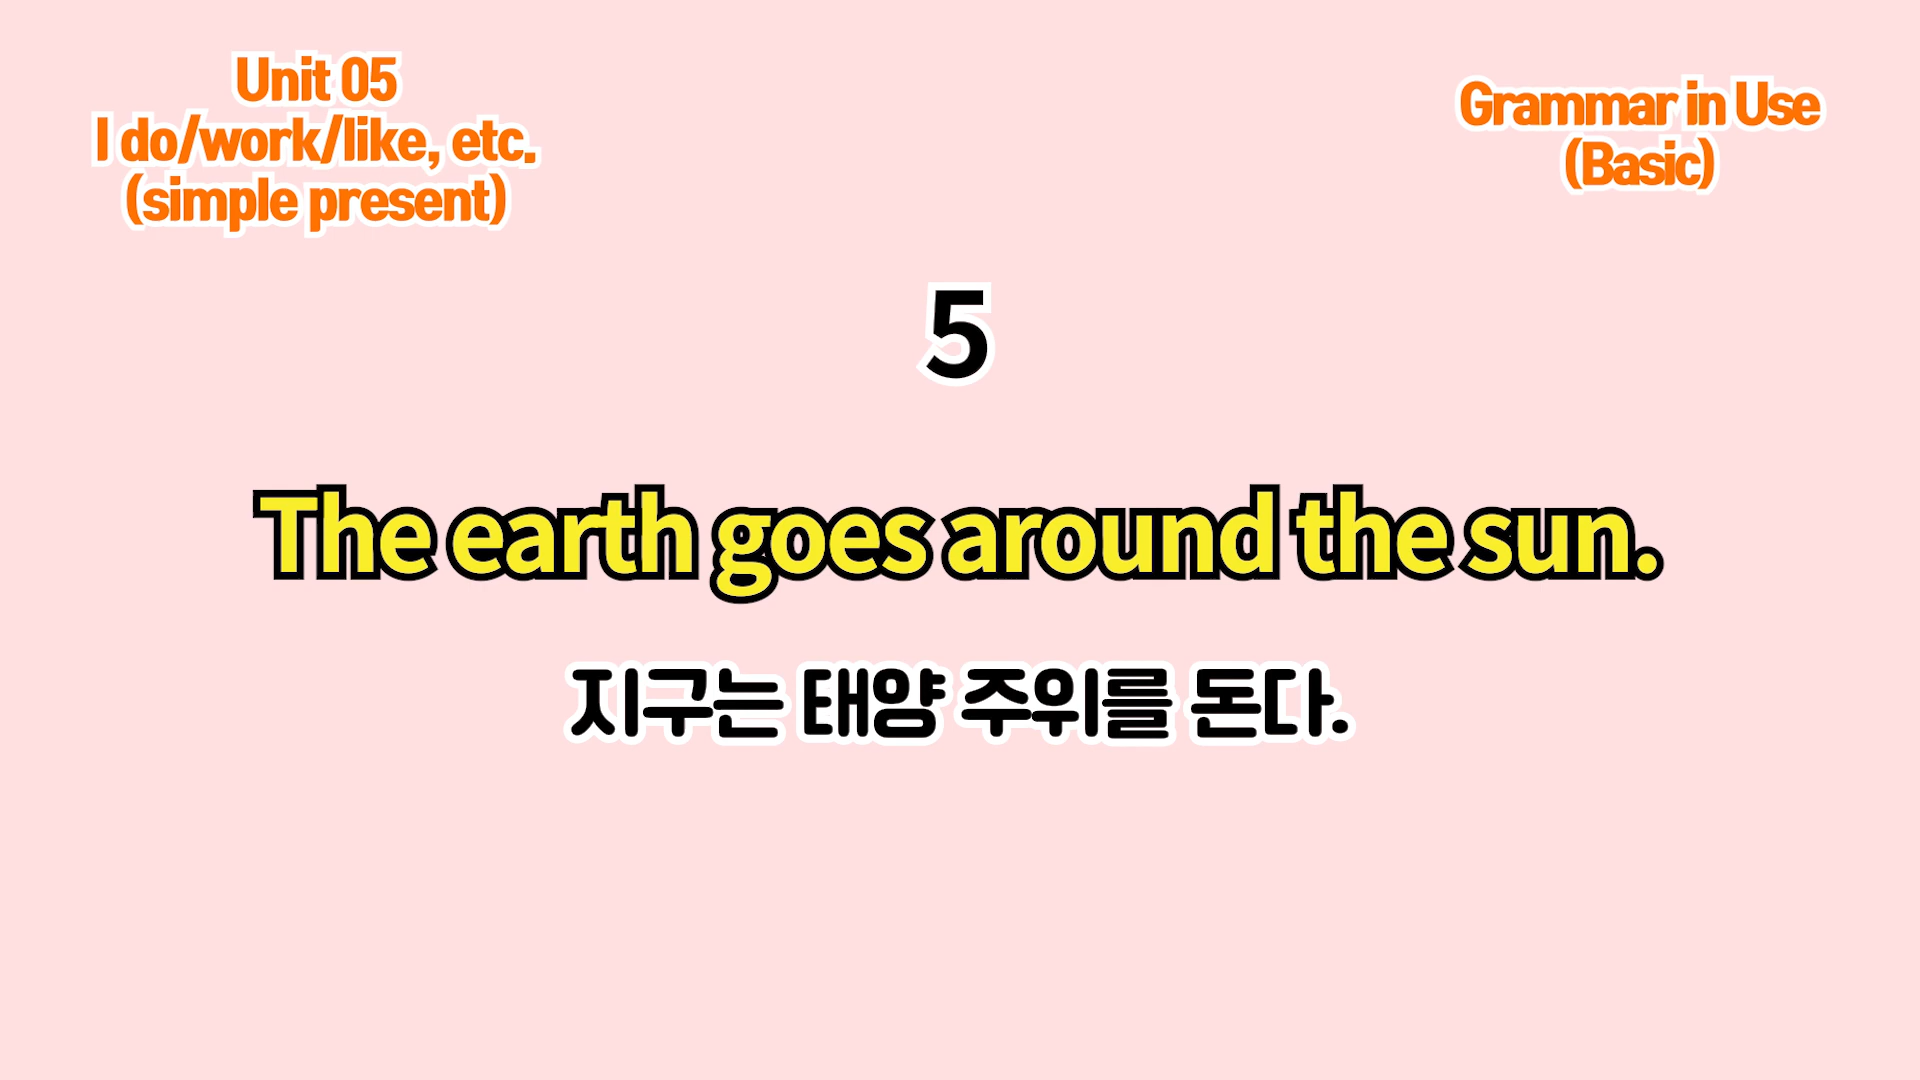 Unit 05
I do/work/like, etc.
(simple present)
Grammar in Use
(Basic)
5
The earth goes around the sun.
지구는 태양 주위를 돈다.